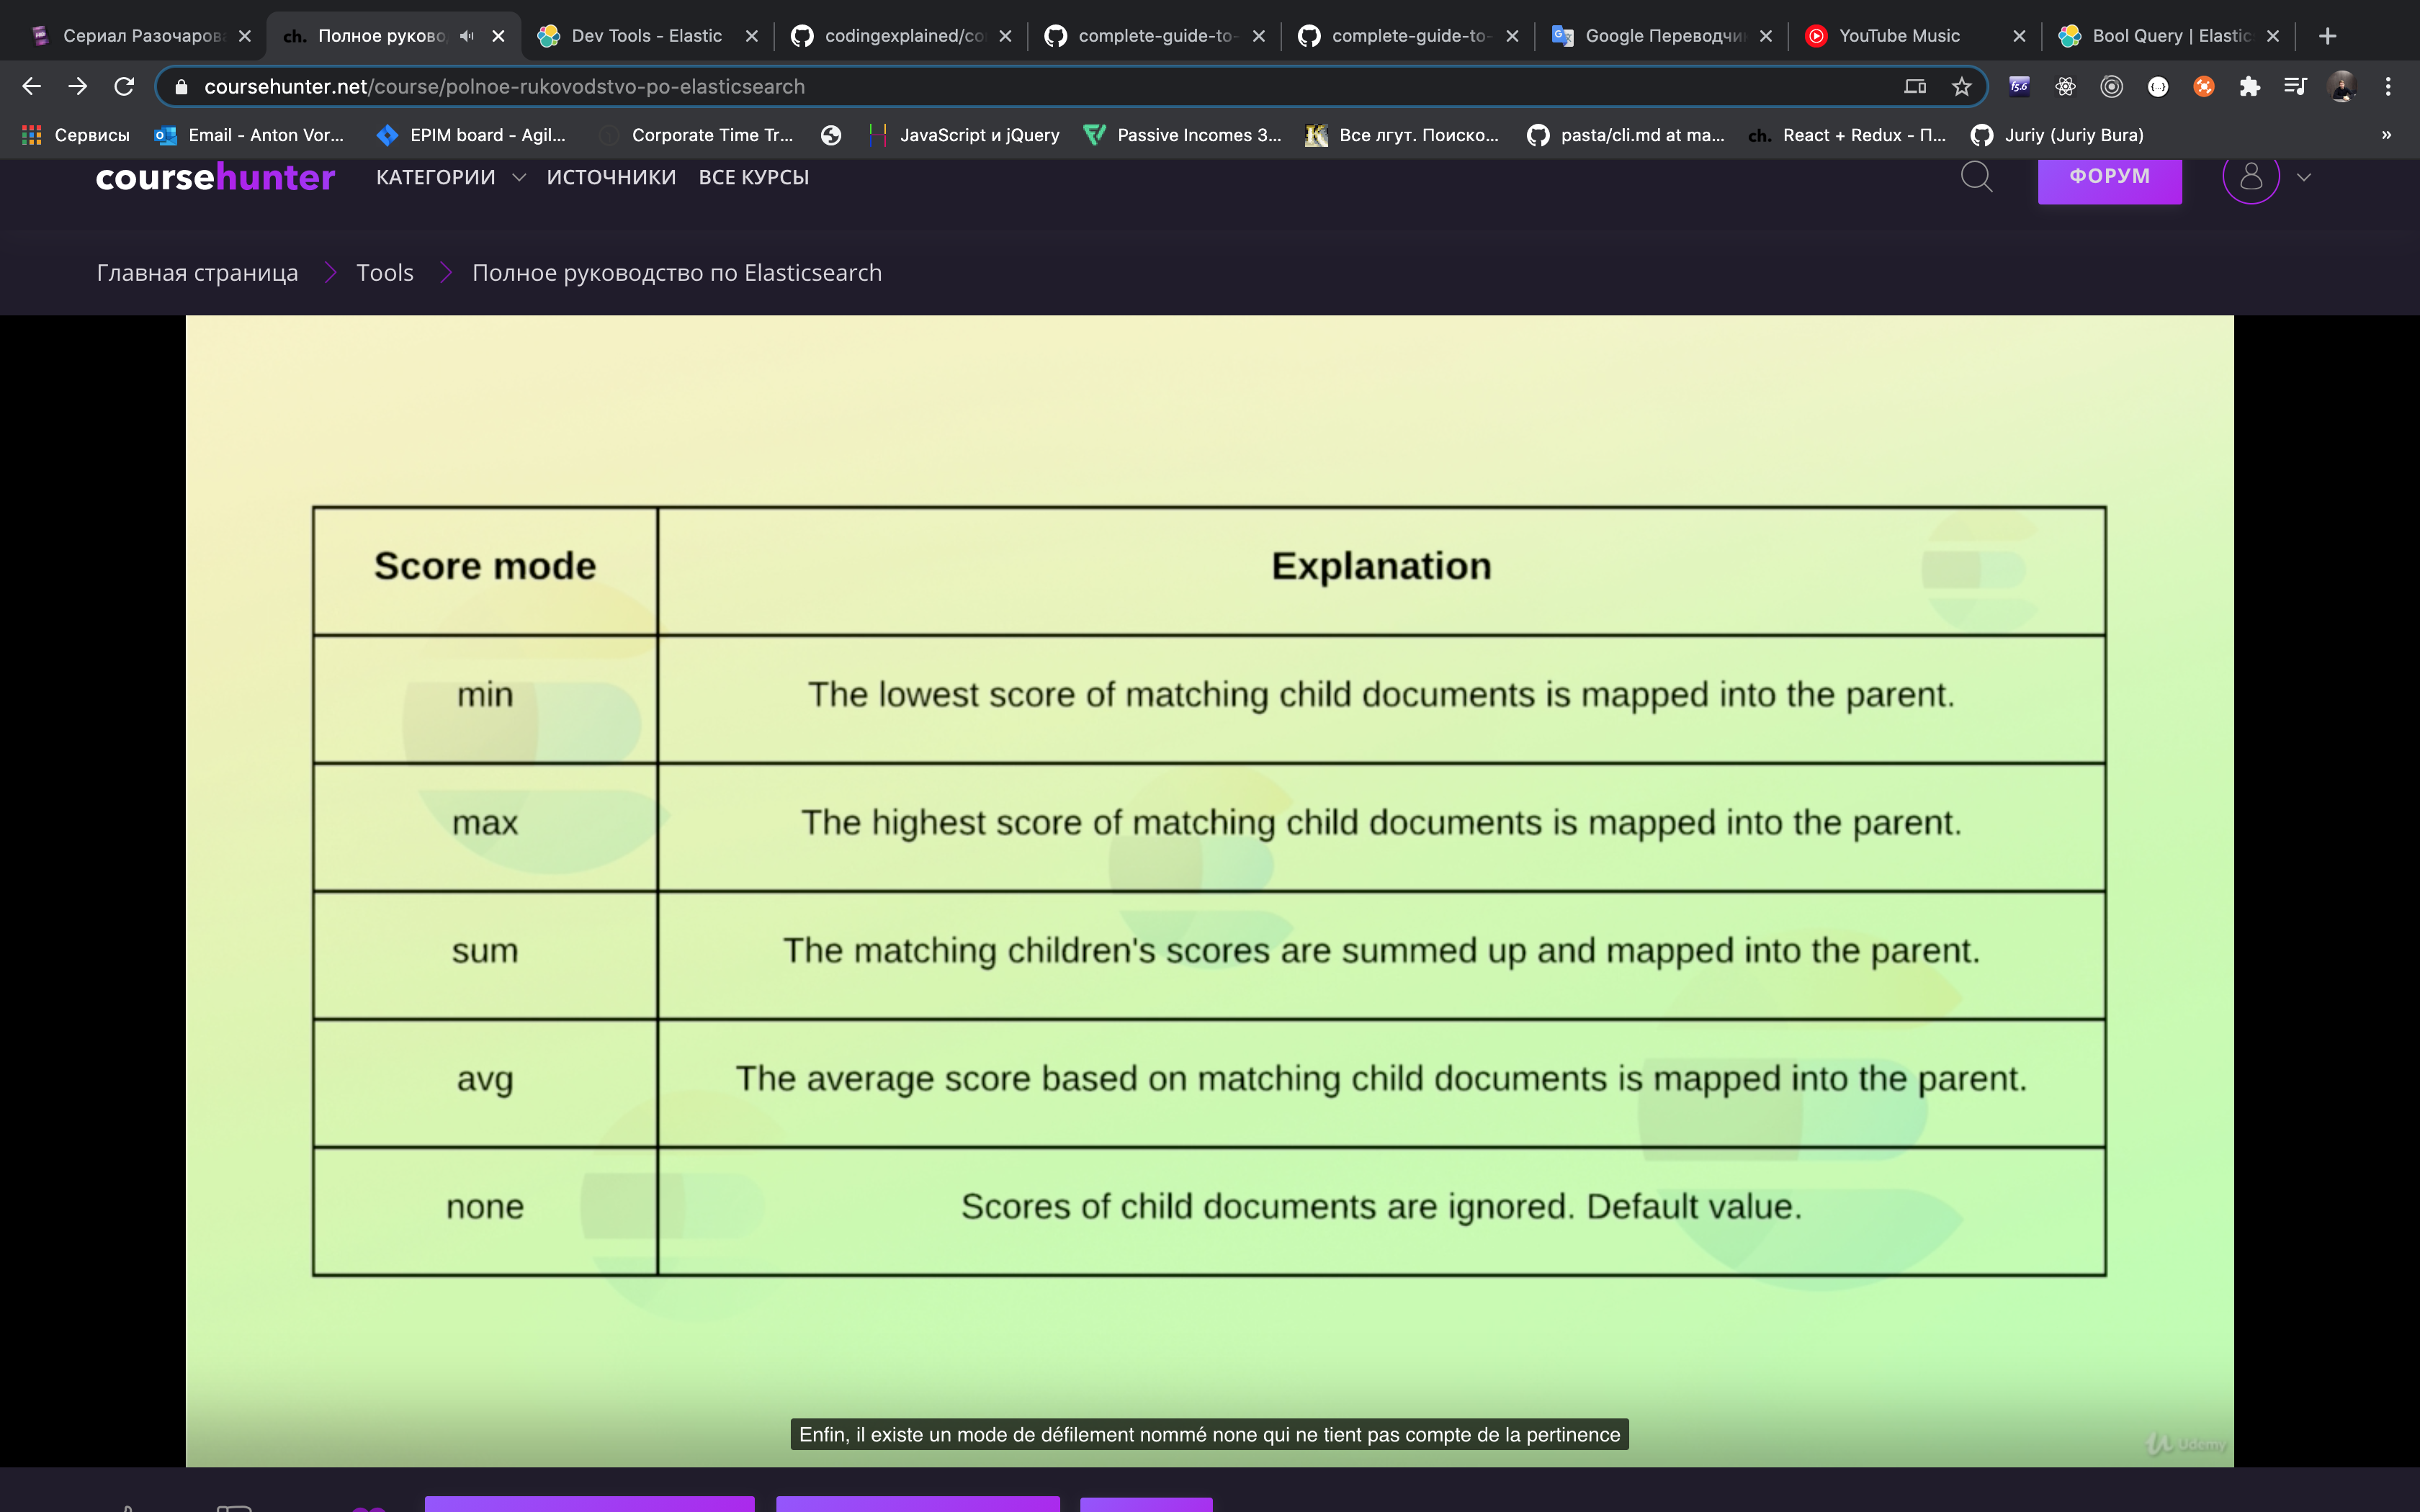 Сериал Разочаров
ch. Полное руково
Dev Tools - Elastic
codingexplained/co
complete-guide-to-
complete-guide-to-
Google Переводчи
YouTube Music
Bool Query | Elastic
coursehunter.net/course/polnoe-rukovodstvo-po-elasticsearch
Сервисы
Email - Anton Vor...
EPIM board - Agil...
Corporate Time Tr...
JavaScript и jQuery
Passive Incomes 3...
Все лгут. Поиско...
pasta/cli.md at ma...
ch. React + Redux - П...
Juriy (Juriy Bura)
»
coursehunter
КАТЕГОРИИ
ИСТОЧНИКИ
ВСЕ КУРСЫ
ФОРУМ
Главная страница
Tools
Полное руководство по Elasticsearch
Score mode
Explanation
min
The lowest score of matching child documents is mapped into the parent.
max
The highest score of matching child documents is mapped into the parent.
sum
The matching children's scores are summed up and mapped into the parent.
avg
The average score based on matching child documents is mapped into the parent.
none
Scores of child documents are ignored. Default value.
Enfin, il existe un mode de défilement nommé none qui ne tient pas compte de la pertinence
Udemy